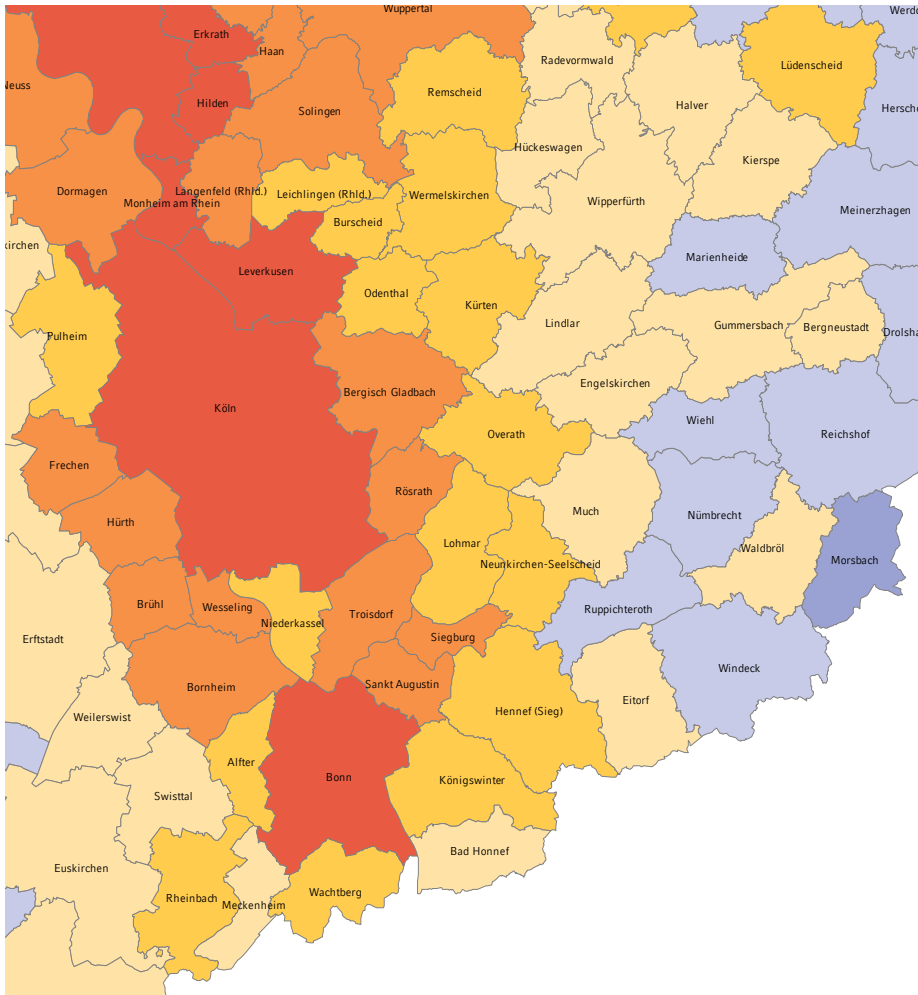 Wuppertal
Erkrath
Haan
Radevormwald
Lüdenscheid
Neuss
Remscheid
Hilden
Halver
Solingen
Hückeswagen
Kierspe
Dormagen
Langenfeld (Rhld.)
Leichlingen (Rhld.)
Wermelskirchen
Monheim am Rhein
Wipperfürth
Meinerzhagen
Burscheid
Marienheide
Leverkusen
Odenthal
Kürten
Lindlar
Gummersbach
Bergneustadt
Pulheim
Engelskirchen
Bergisch Gladbach
Köln
Wiehl
Overath
Reichshof
Frechen
Rösrath
Much
Nümbrecht
Hürth
Lohmar
Waldbröl
Neunkirchen-Seelscheid
Morsbach
Brühl
Wesseling
Ruppichteroth
Troisdorf
Niederkassel
Siegburg
Erftstadt
Windeck
Sankt Augustin
Bornheim
Eitorf
Hennef (Sieg)
Weilerswist
Alfter
Bonn
Königswinter
Swisttal
Bad Honnef
Euskirchen
Wachtberg
Rheinbach
Meckenheim